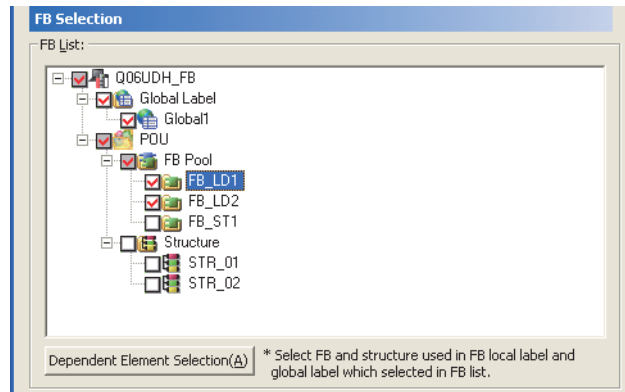 FB Selection
FB List:
Q06UDH_FB
Global Label
Global1
POU
FB Pool
FB_LD1
FB_LD2
FB_ST1
Structure
STR_01
STR_02
Dependent Element Selection(A)
* Select FB and structure used in FB local label and
global label which selected in FB list.